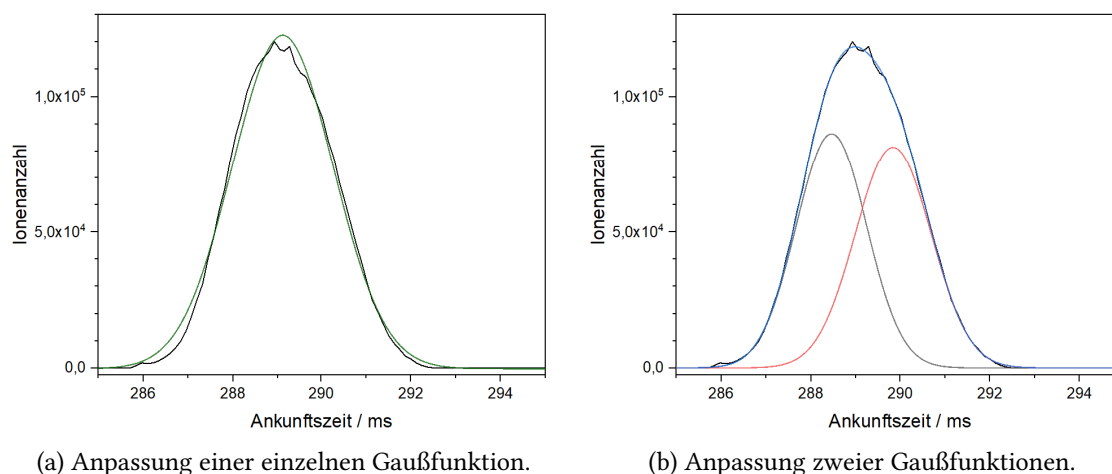 1,0x10⁵
5,0x10⁴
0,0
Ionenanzahl
286 288 290 292 294
Ankunftszeit / ms
(a) Anpassung einer einzelnen Gaußfunktion.
1,0x10⁵
5,0x10⁴
0,0
Ionenanzahl
286 288 290 292 294
Ankunftszeit / ms
(b) Anpassung zweier Gaußfunktionen.